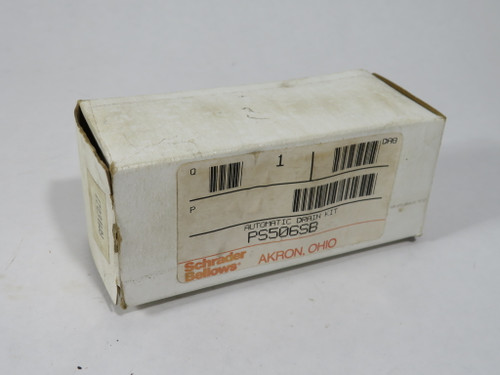 Q 1 DAB
P
AUTOMATIC DRAIN KIT
PS506SB
Schrader
Bellows
AKRON, OHIO